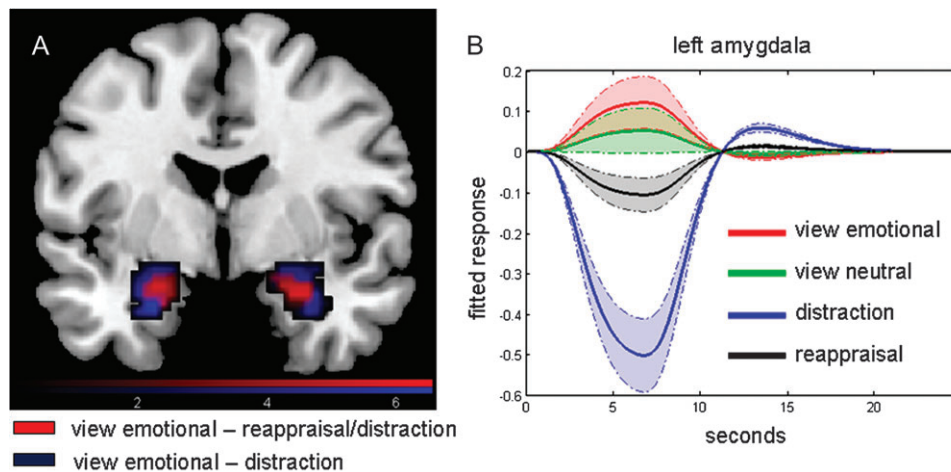 A
2 4 6
view emotional – reappraisal/distraction
view emotional – distraction
B
left amygdala
fitted response
0.2
0.1
0
-0.1
-0.2
-0.3
-0.4
-0.5
-0.6
view emotional
view neutral
distraction
reappraisal
0 5 10 15 20
seconds